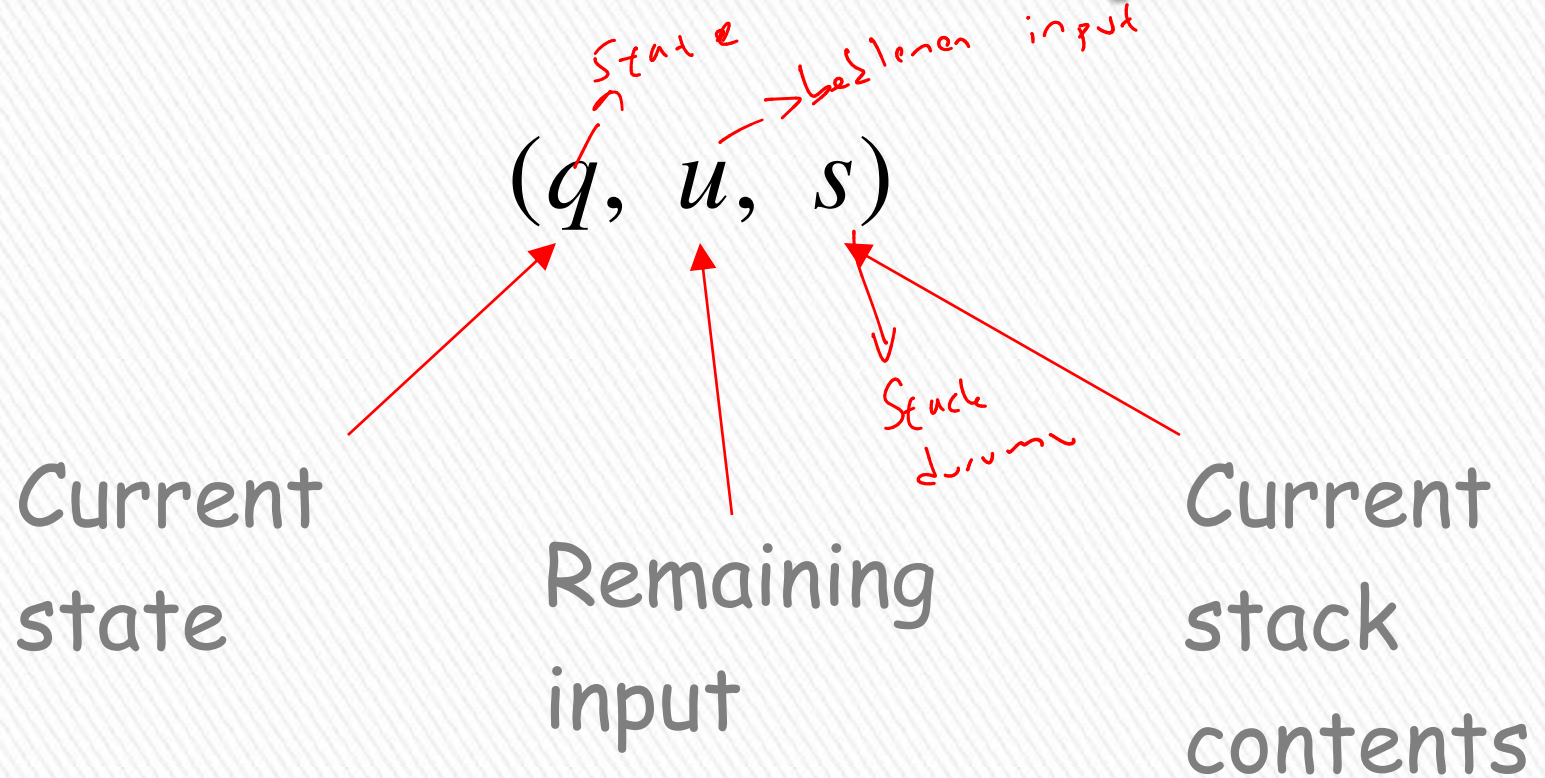 State
beklenen input
(q, u, s)
Stack
durumu
Current
state
Remaining
input
Current
stack
contents